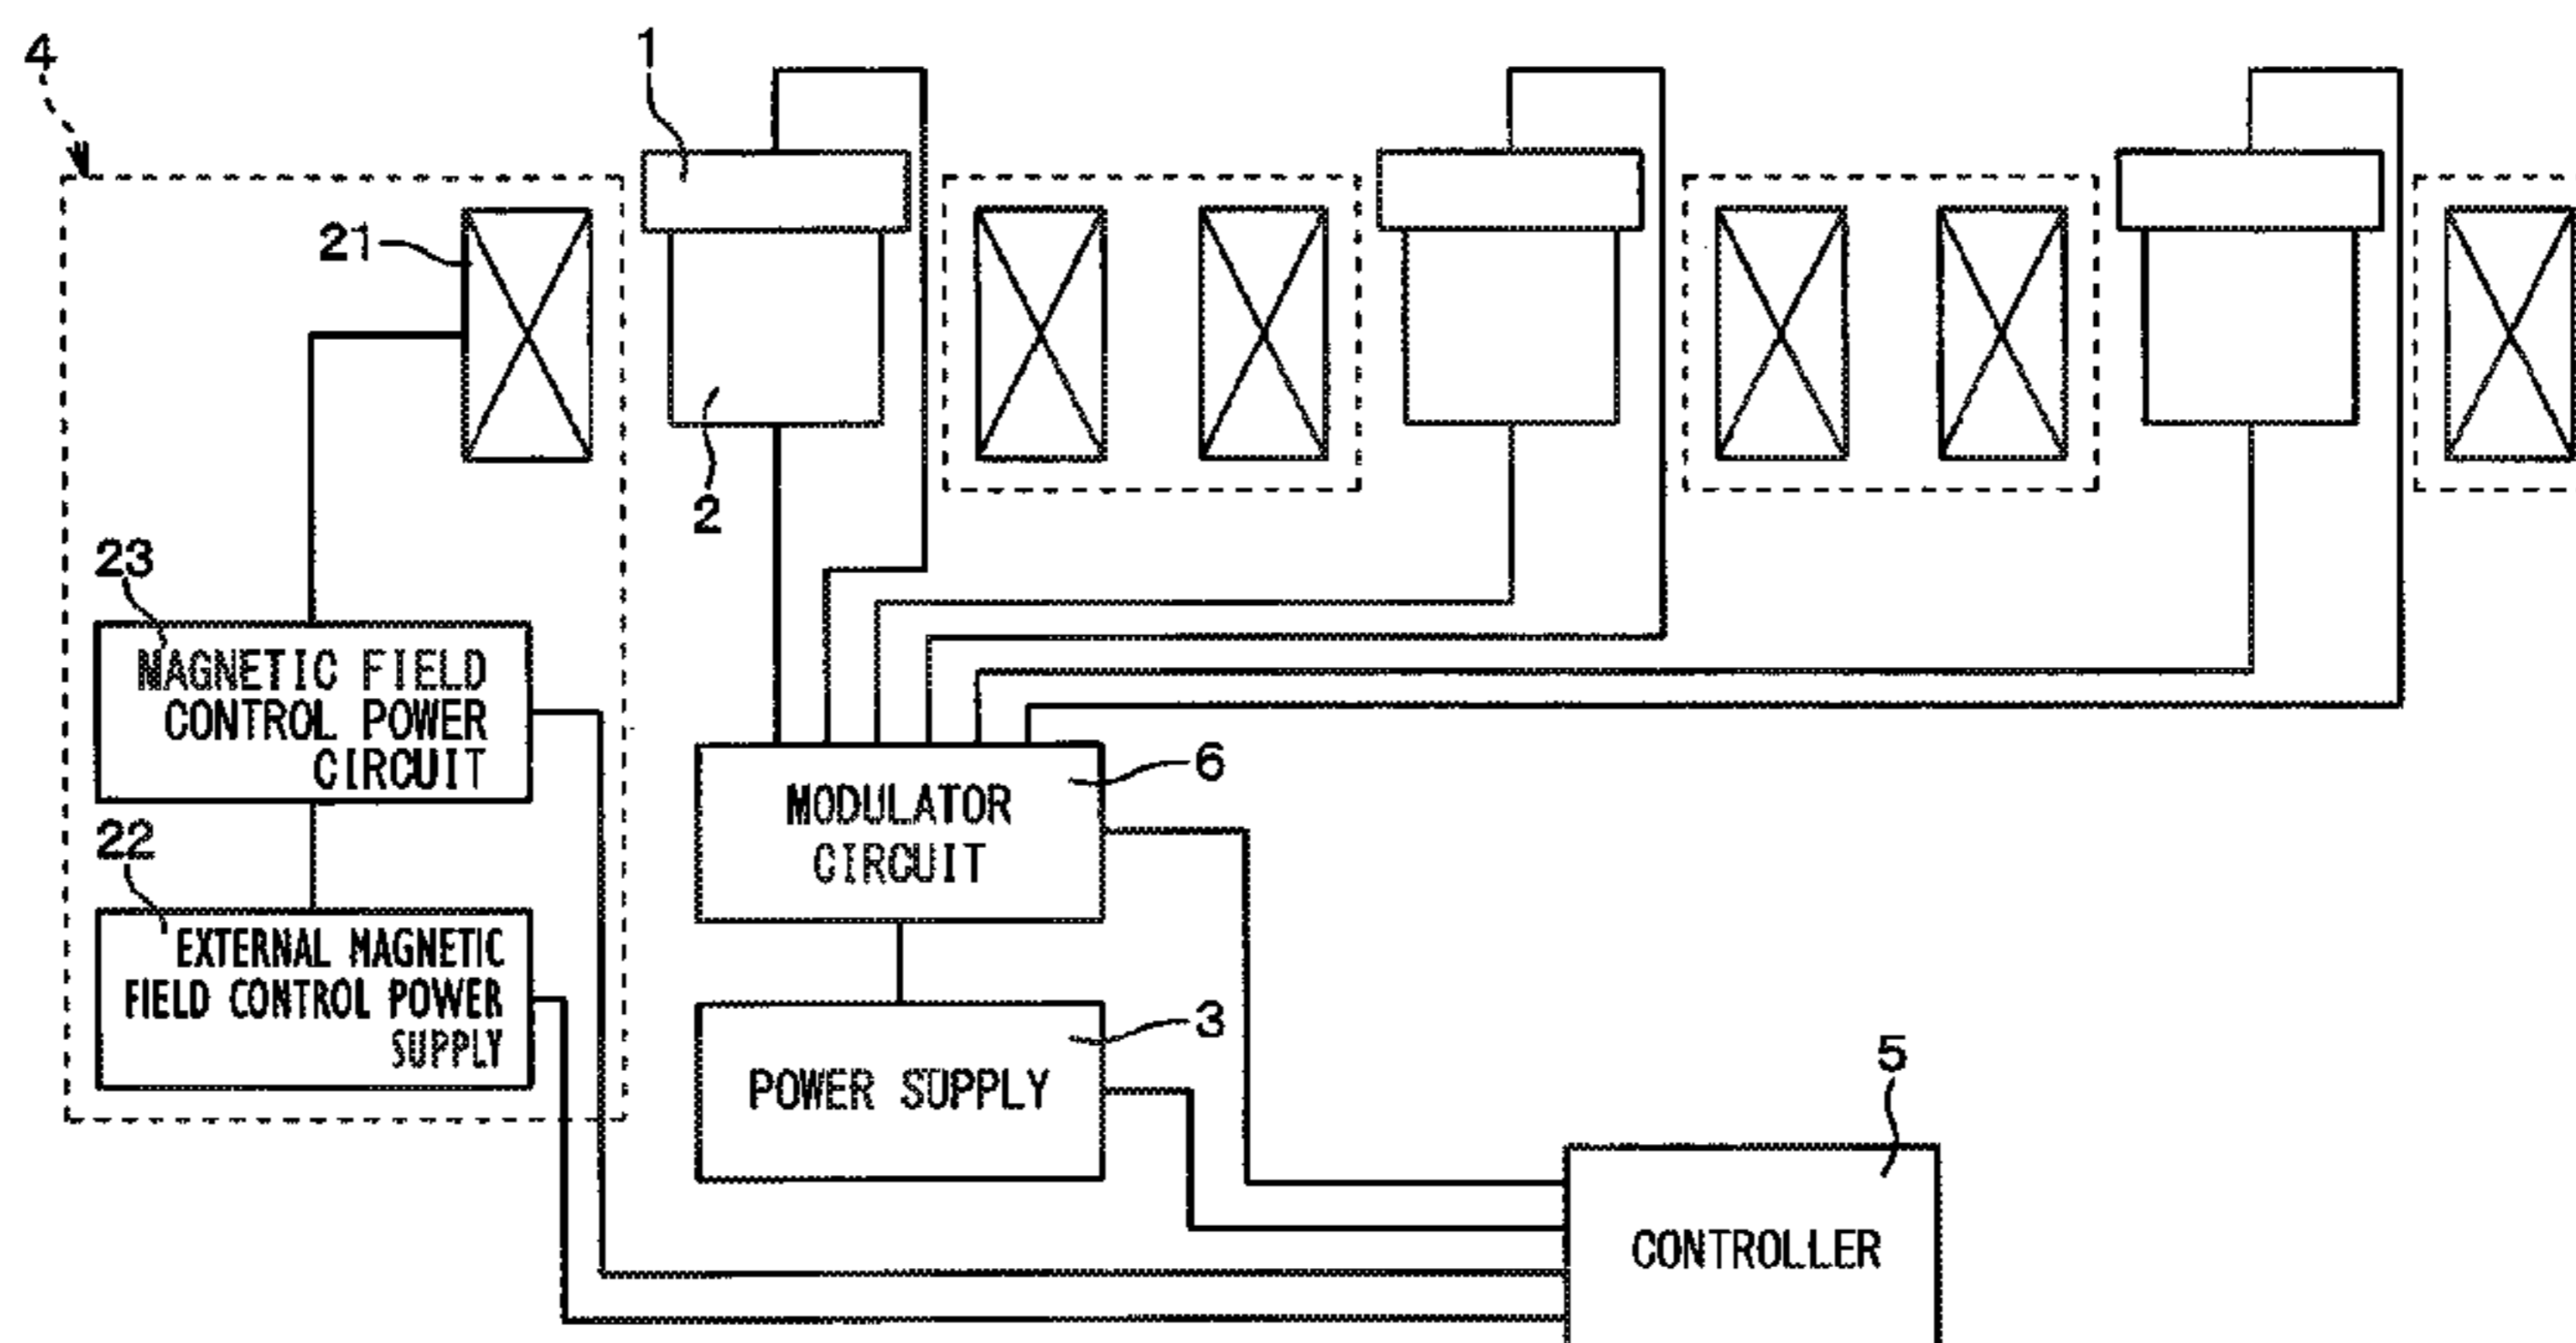 4
1
21
2
23
MAGNETIC FIELD
CONTROL POWER
CIRCUIT
6
MODULATOR
CIRCUIT
22
EXTERNAL MAGNETIC
FIELD CONTROL POWER
SUPPLY
3
POWER SUPPLY
5
CONTROLLER